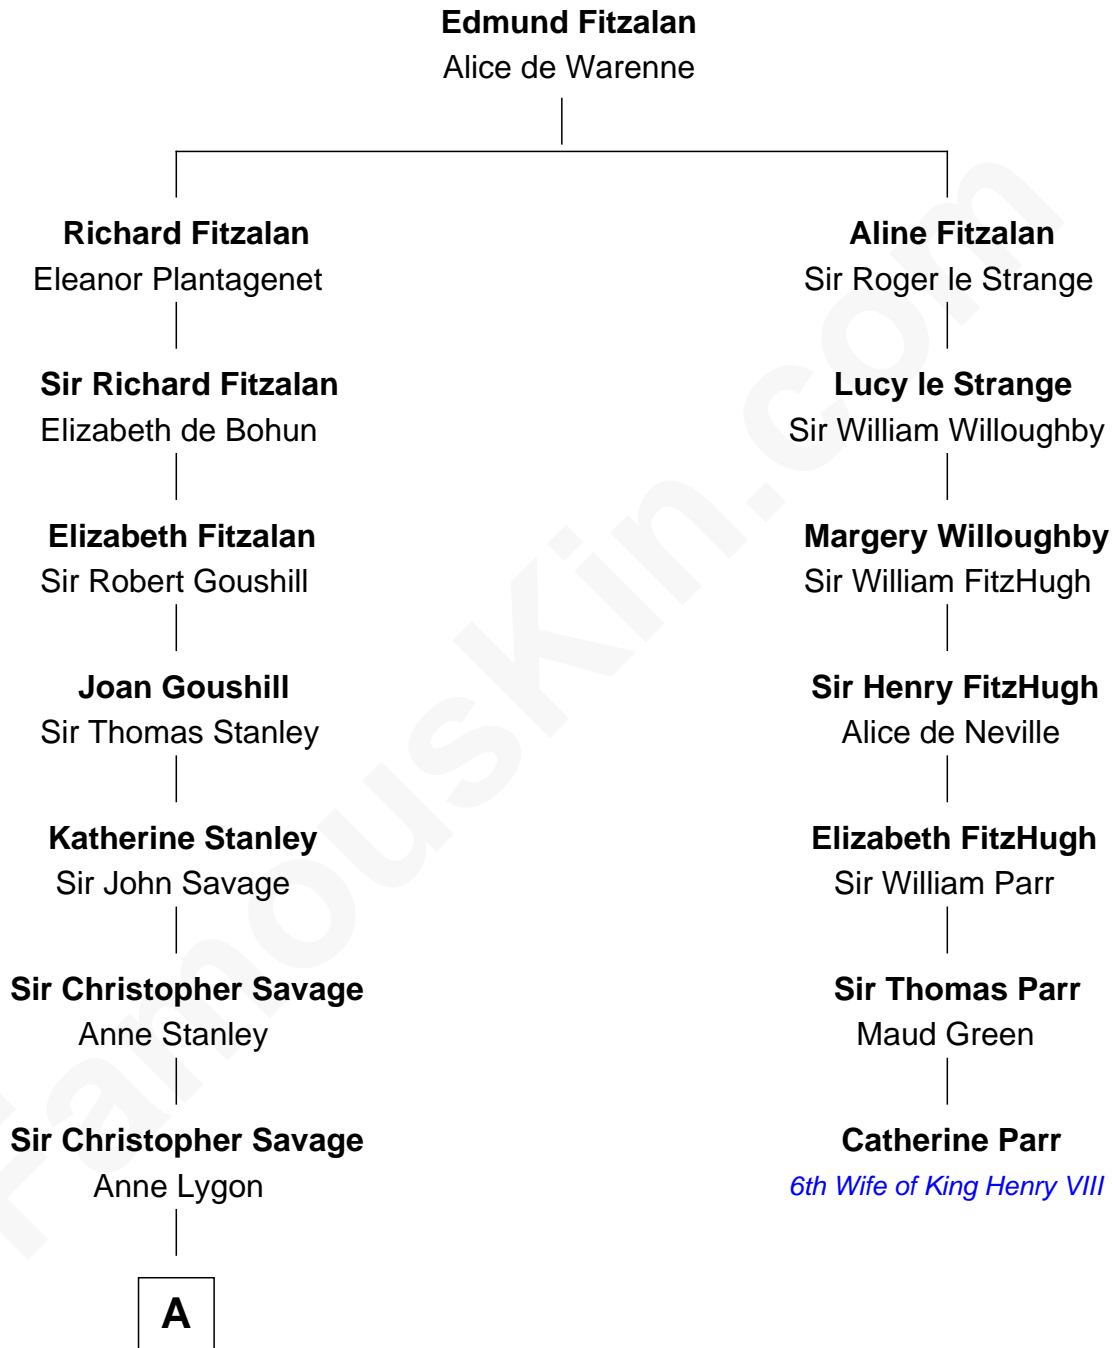 Edmund Fitzalan
Alice de Warenne
Richard Fitzalan
Eleanor Plantagenet
Sir Richard Fitzalan
Elizabeth de Bohun
Elizabeth Fitzalan
Sir Robert Goushill
Joan Goushill
Sir Thomas Stanley
Katherine Stanley
Sir John Savage
Sir Christopher Savage
Anne Stanley
Sir Christopher Savage
Anne Lygon
A
Aline Fitzalan
Sir Roger le Strange
Lucy le Strange
Sir William Willoughby
Margery Willoughby
Sir William FitzHugh
Sir Henry FitzHugh
Alice de Neville
Elizabeth FitzHugh
Sir William Parr
Sir Thomas Parr
Maud Green
Catherine Parr
6th Wife of King Henry VIII
FamousKin.com